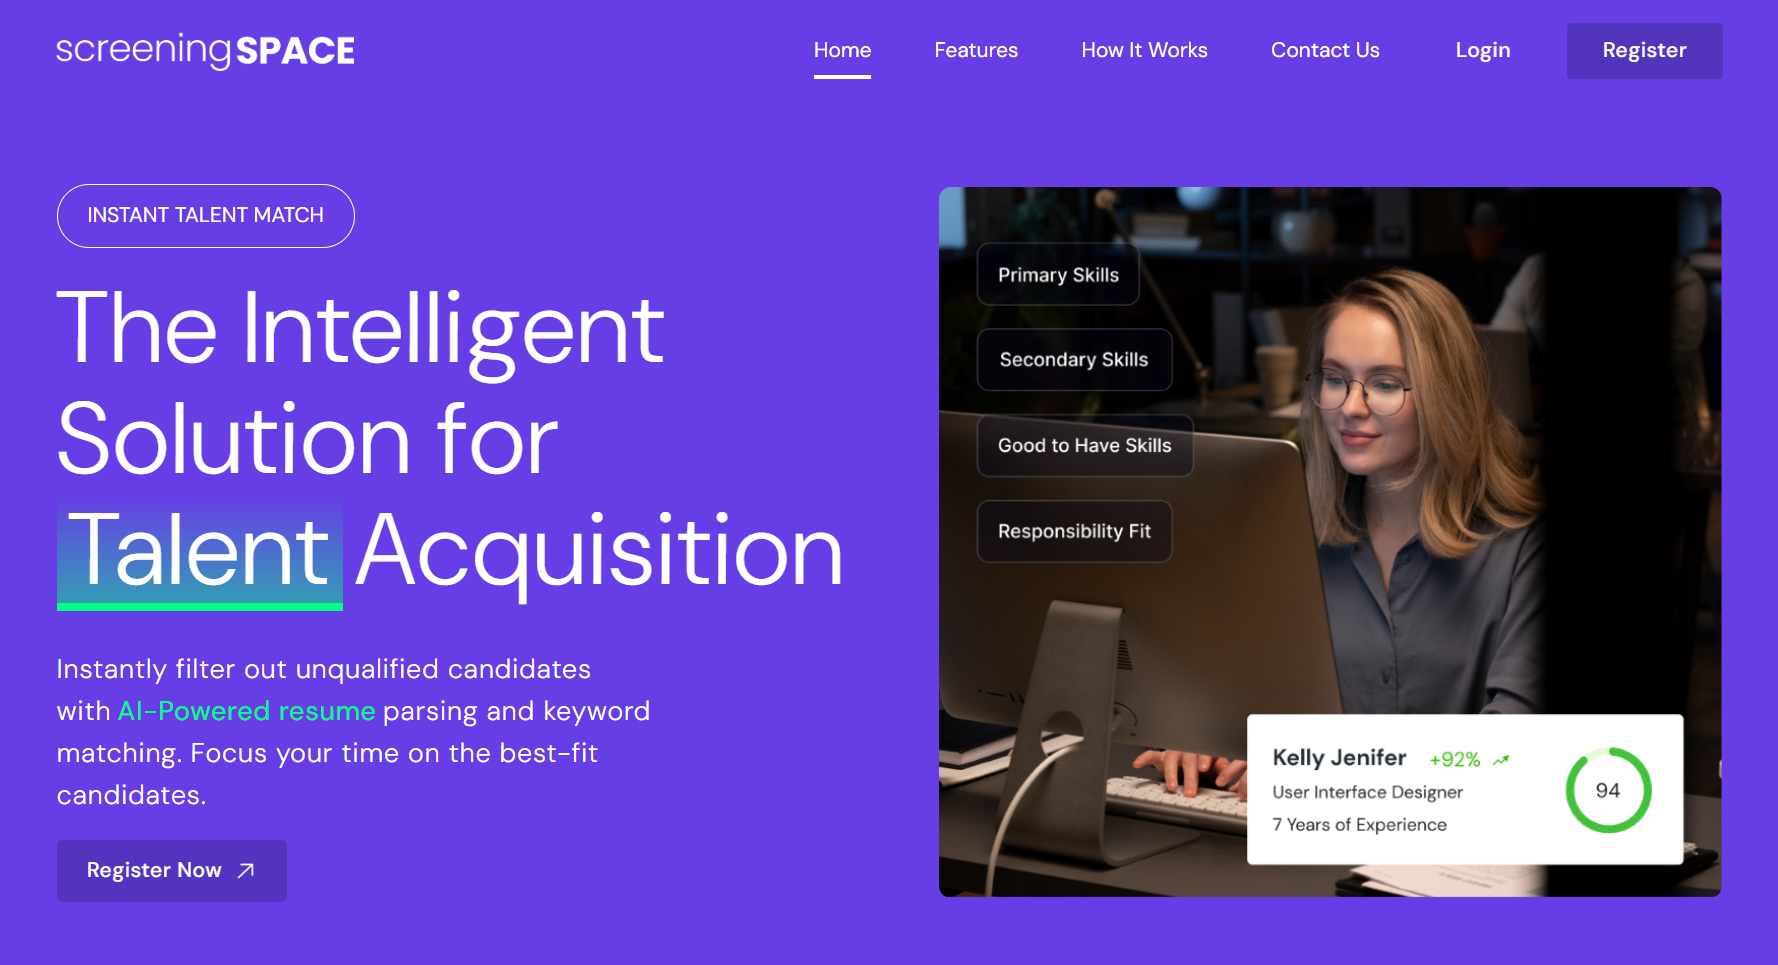 screeningSPACE
Home
Features
How It Works
Contact Us
Login
Register
INSTANT TALENT MATCH
The Intelligent
Solution for
Talent Acquisition
Instantly filter out unqualified candidates
with AI-Powered resume parsing and keyword
matching. Focus your time on the best-fit
candidates.
Register Now
Primary Skills
Secondary Skills
Good to Have Skills
Responsibility Fit
Kelly Jenifer +92%
User Interface Designer
7 Years of Experience
94